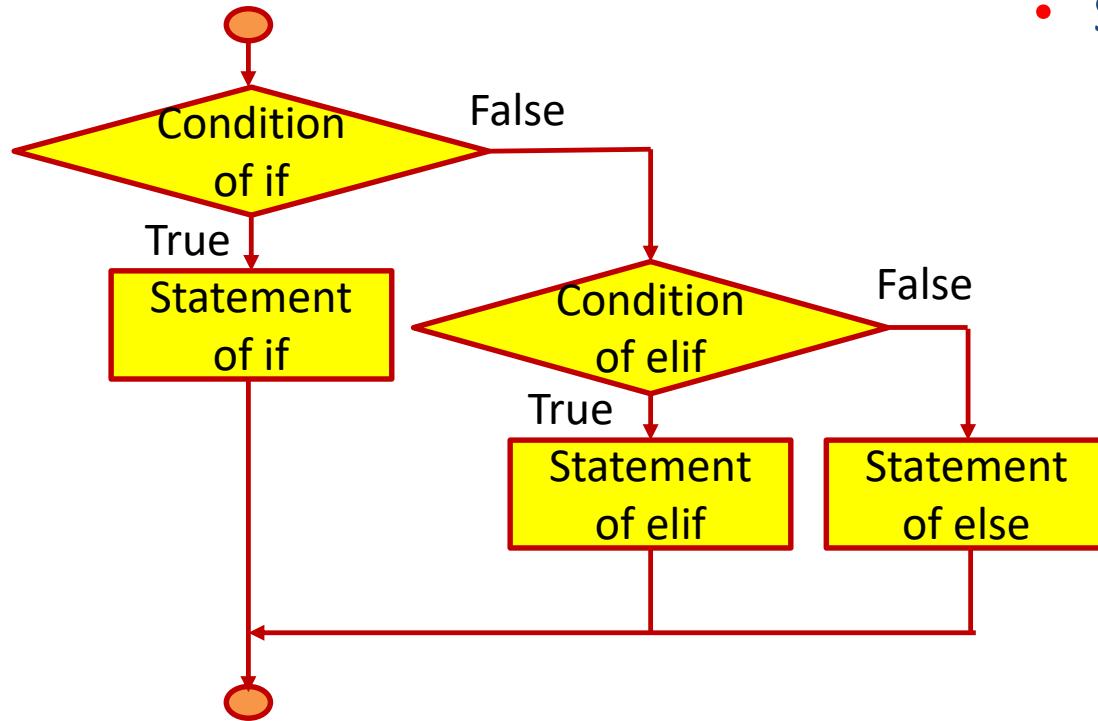 Condition
of if
False
True
Statement
of if
Condition
of elif
False
True
Statement
of elif
Statement
of else